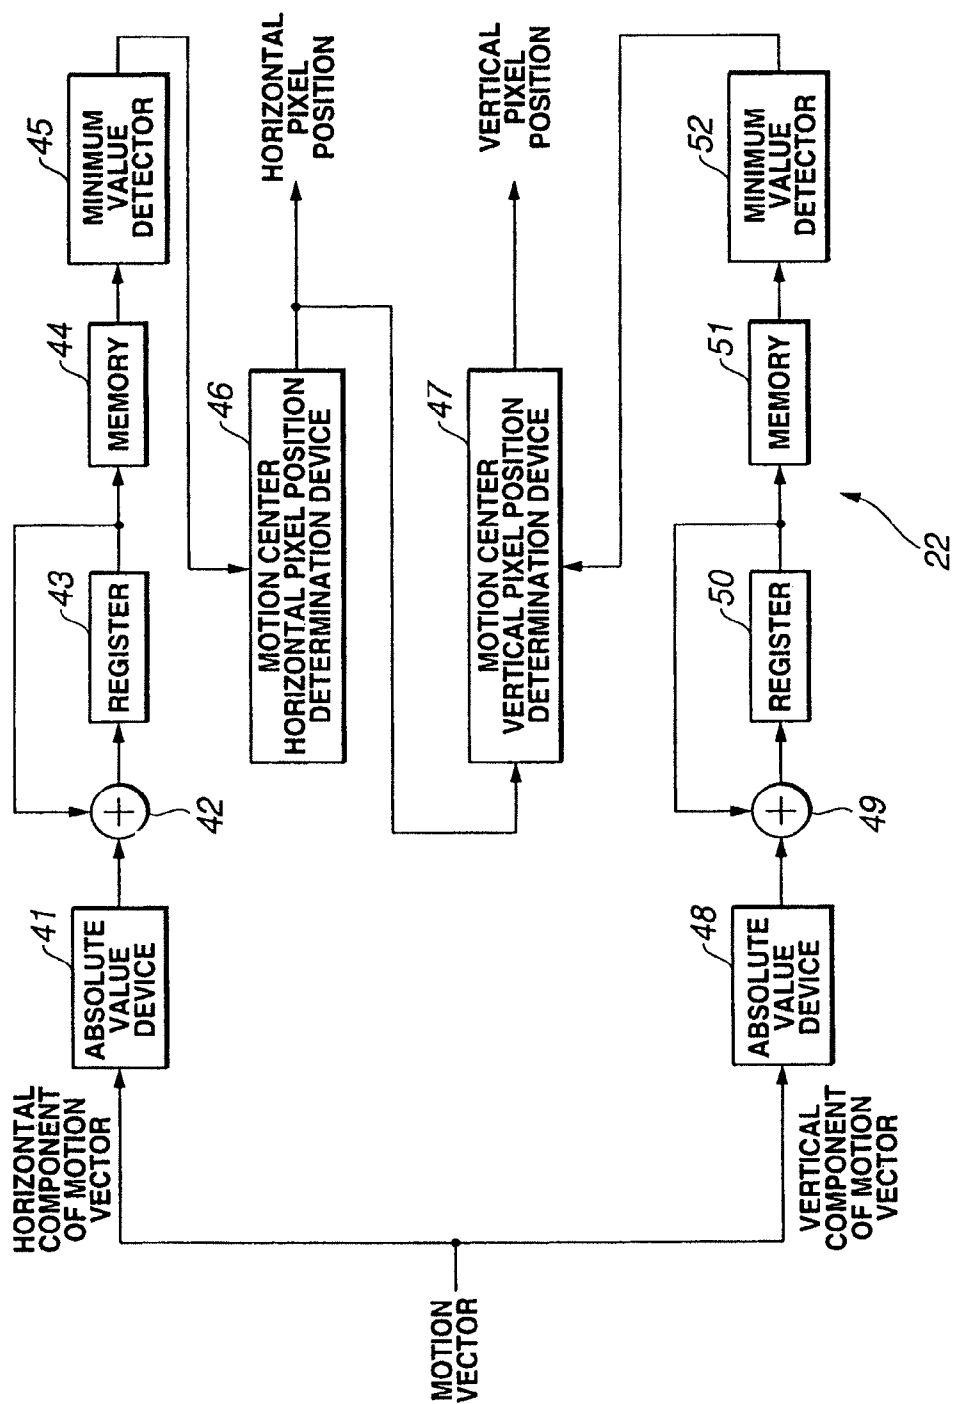 MOTION
VECTOR
HORIZONTAL
COMPONENT
OF MOTION
VECTOR
41
ABSOLUTE
VALUE
DEVICE
42
43
REGISTER
44
MEMORY
45
MINIMUM
VALUE
DETECTOR
46
MOTION CENTER
HORIZONTAL PIXEL POSITION
DETERMINATION DEVICE
HORIZONTAL
PIXEL
POSITION
47
MOTION CENTER
VERTICAL PIXEL POSITION
DETERMINATION DEVICE
VERTICAL
PIXEL
POSITION
VERTICAL
COMPONENT
OF MOTION
VECTOR
48
ABSOLUTE
VALUE
DEVICE
49
50
REGISTER
51
MEMORY
52
MINIMUM
VALUE
DETECTOR
22